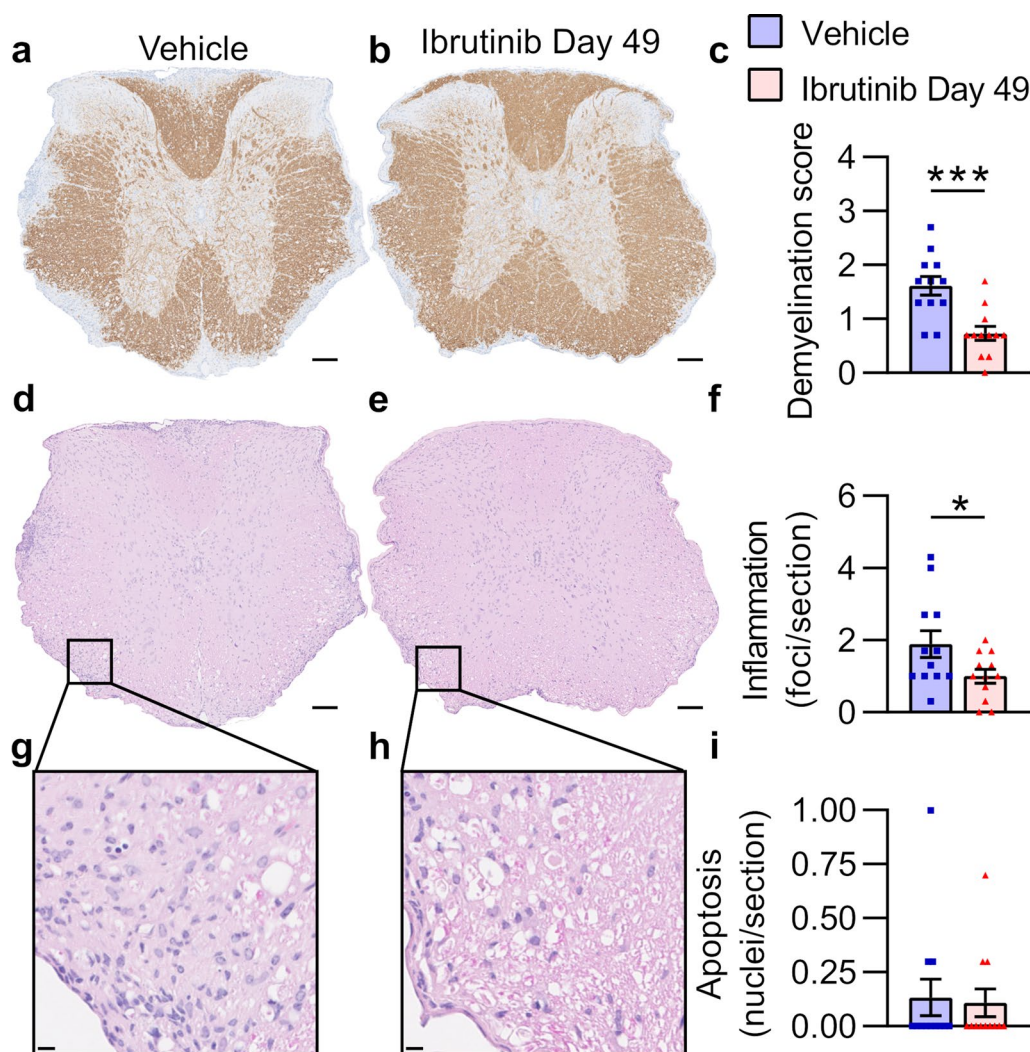 a Vehicle
b Ibrutinib Day 49
c
Vehicle
Ibrutinib Day 49
Demyelination score
4
3
2
1
0
***
d
e
f
Inflammation
(foci/section)
6
4
2
0
*
g
h
i
Apoptosis
(nuclei/section)
1.00
0.75
0.50
0.25
0.00